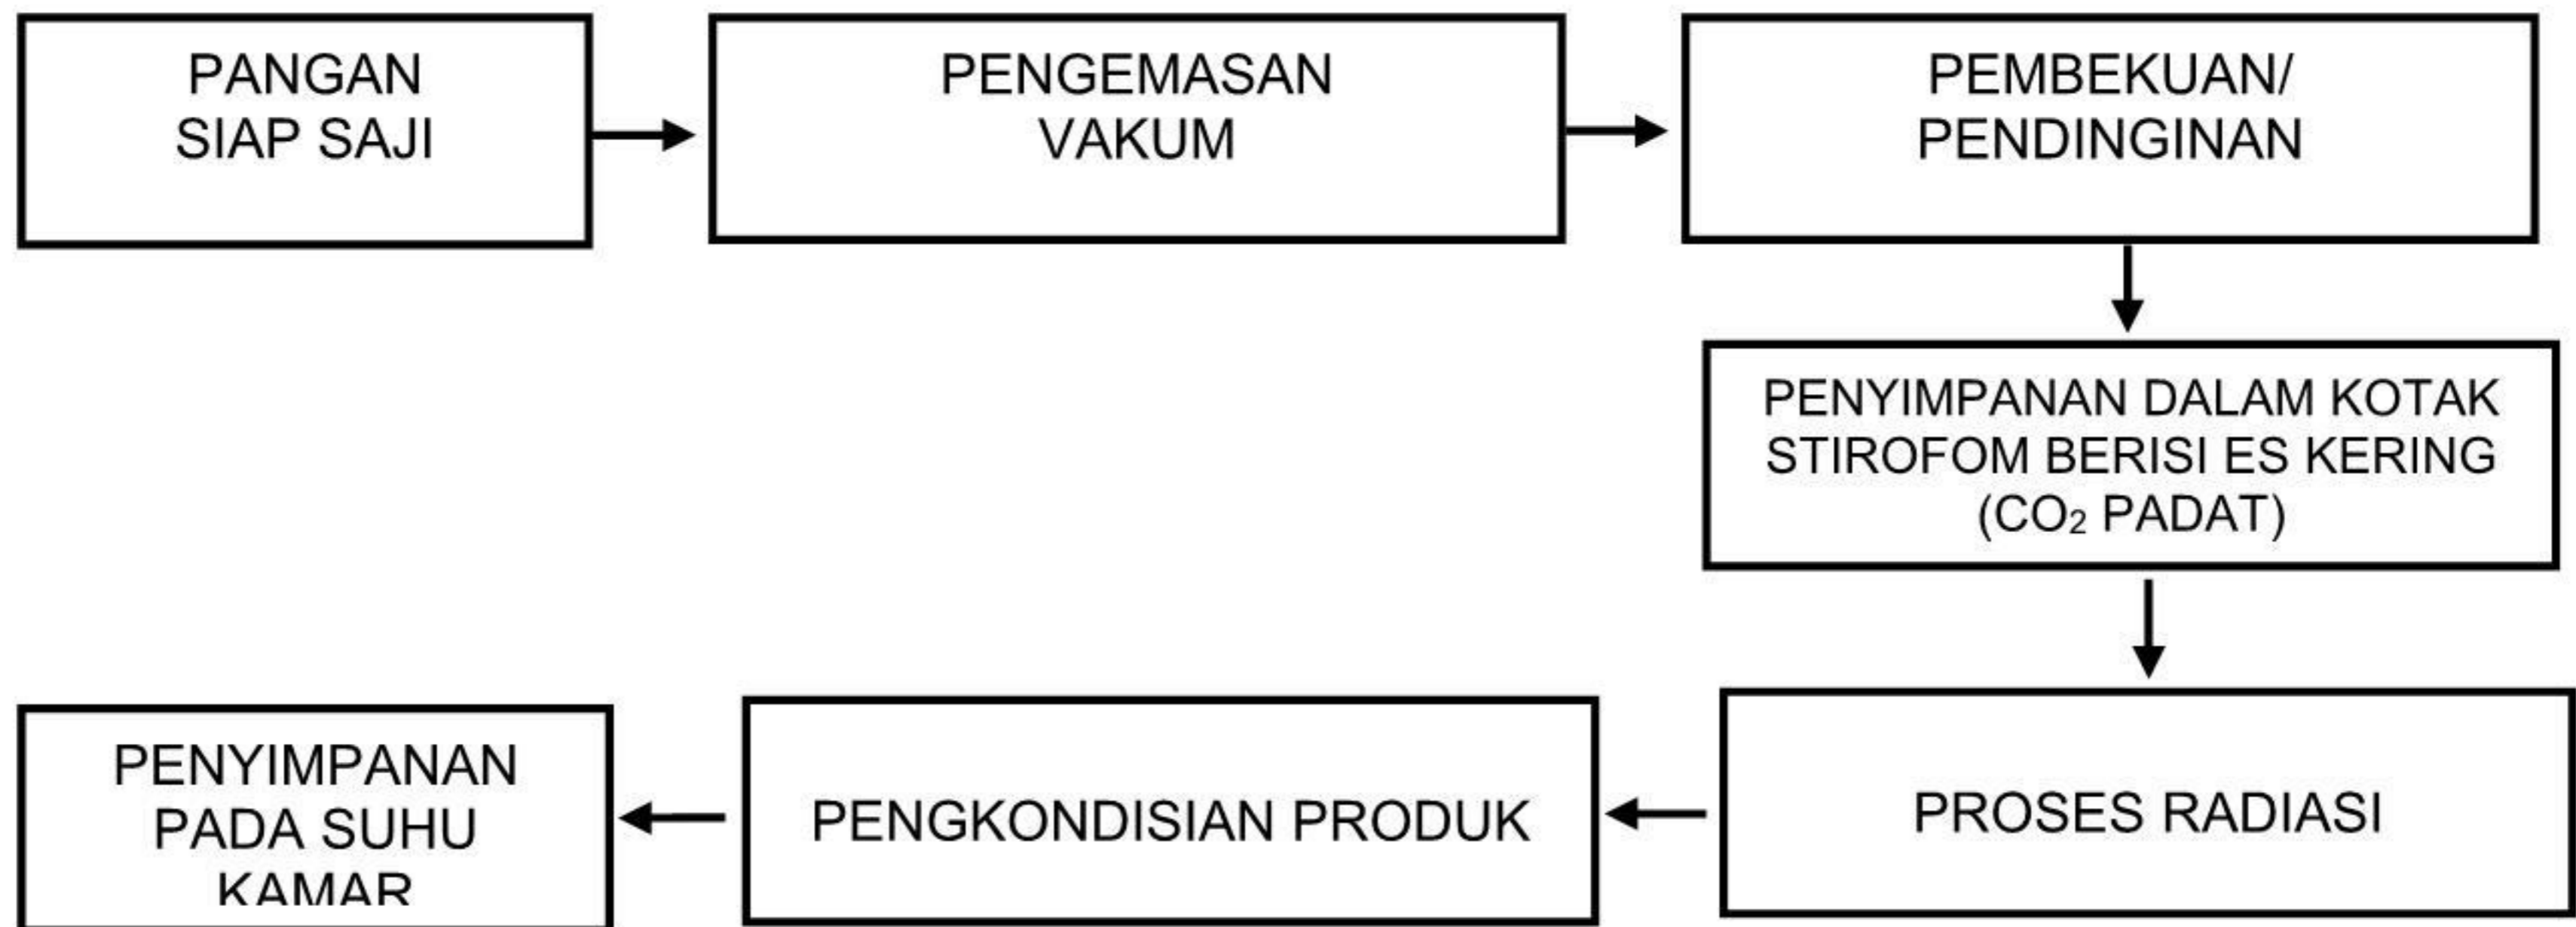 PANGAN
SIAP SAJI
PENGEMASAN
VAKUM
PEMBEKUAN/
PENDINGINAN
PENYIMPANAN DALAM KOTAK
STIROFOM BERISI ES KERING
(CO₂ PADAT)
PROSES RADIASI
PENGKONDISIAN PRODUK
PENYIMPANAN
PADA SUHU
KAMAR